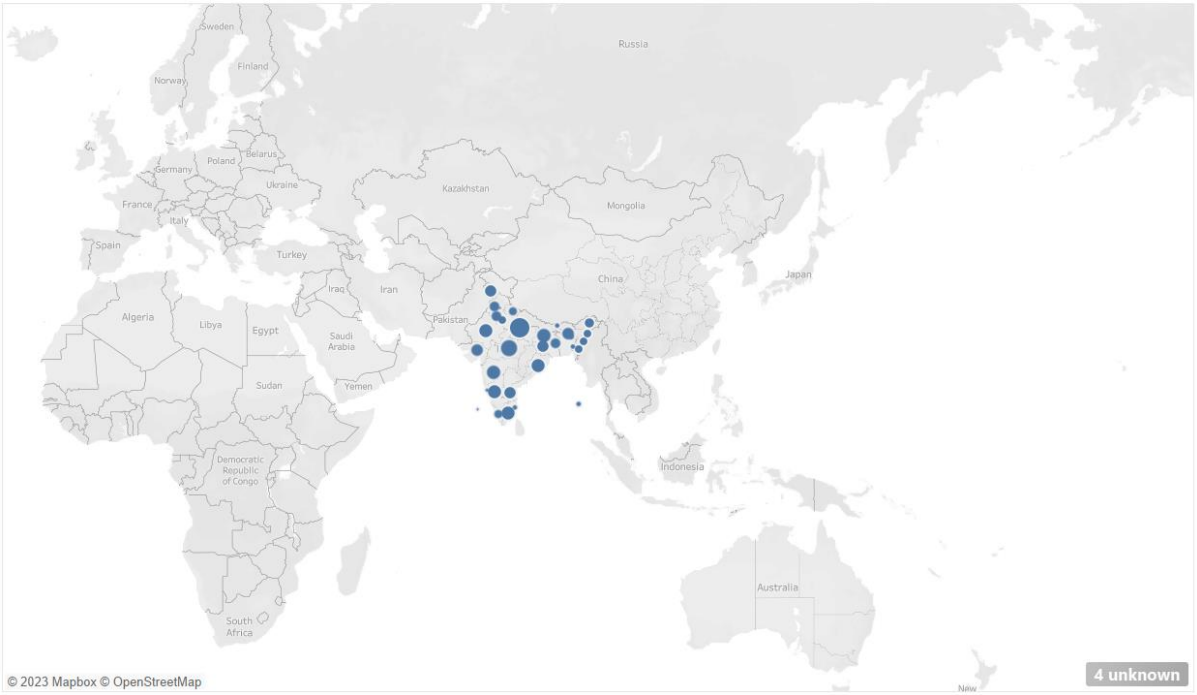 Sweden
Russia
Finland
Norway
Belarus
Poland
Germany
Kazakhstan
Ukraine
France
Mongolia
Italy
Spain
Turkey
Japan
China
Iraq
Iran
Algeria
Pakistan
Libya
Egypt
Saudi
Arabia
Sudan
Yemen
Democratic
Republic
of Congo
Indonesia
Australia
South
Africa
4 unknown
© 2023 Mapbox © OpenStreetMap
New